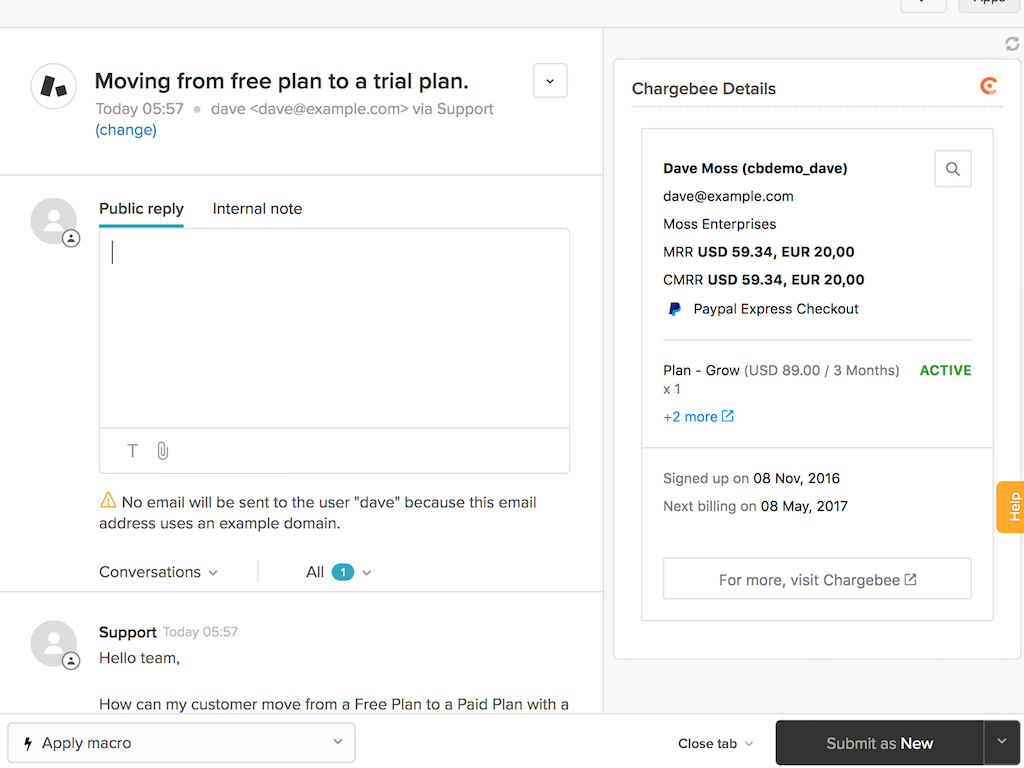 Apps
Moving from free plan to a trial plan.
Today 05:57 • dave <dave@example.com> via Support
(change)
Public reply
Internal note
T
No email will be sent to the user "dave" because this email
address uses an example domain.
Conversations
All 1
Support Today 05:57
Hello team,
How can my customer move from a Free Plan to a Paid Plan with a
Chargebee Details
Dave Moss (cbdemo_dave)
dave@example.com
Moss Enterprises
MRR USD 59.34, EUR 20,00
CMRR USD 59.34, EUR 20,00
Paypal Express Checkout
Plan - Grow (USD 89.00 / 3 Months) ACTIVE
x 1
+2 more
Signed up on 08 Nov, 2016
Next billing on 08 May, 2017
For more, visit Chargebee
Help
Apply macro
Close tab
Submit as New